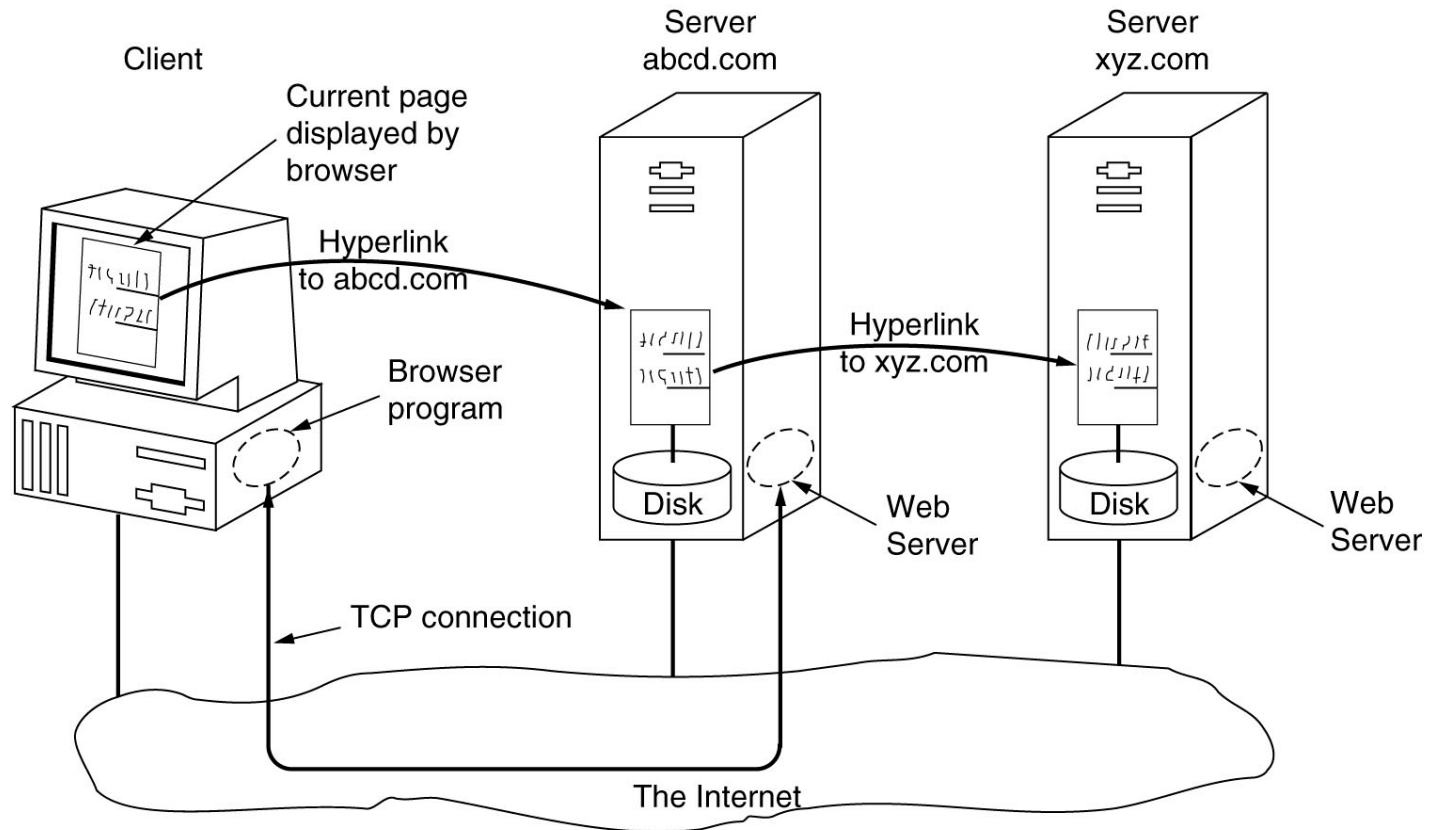 Client
Server
abcd.com
Server
xyz.com
Current page
displayed by
browser
Hyperlink
to abcd.com
Hyperlink
to xyz.com
Browser
program
Disk
Web
Server
Disk
Web
Server
TCP connection
The Internet